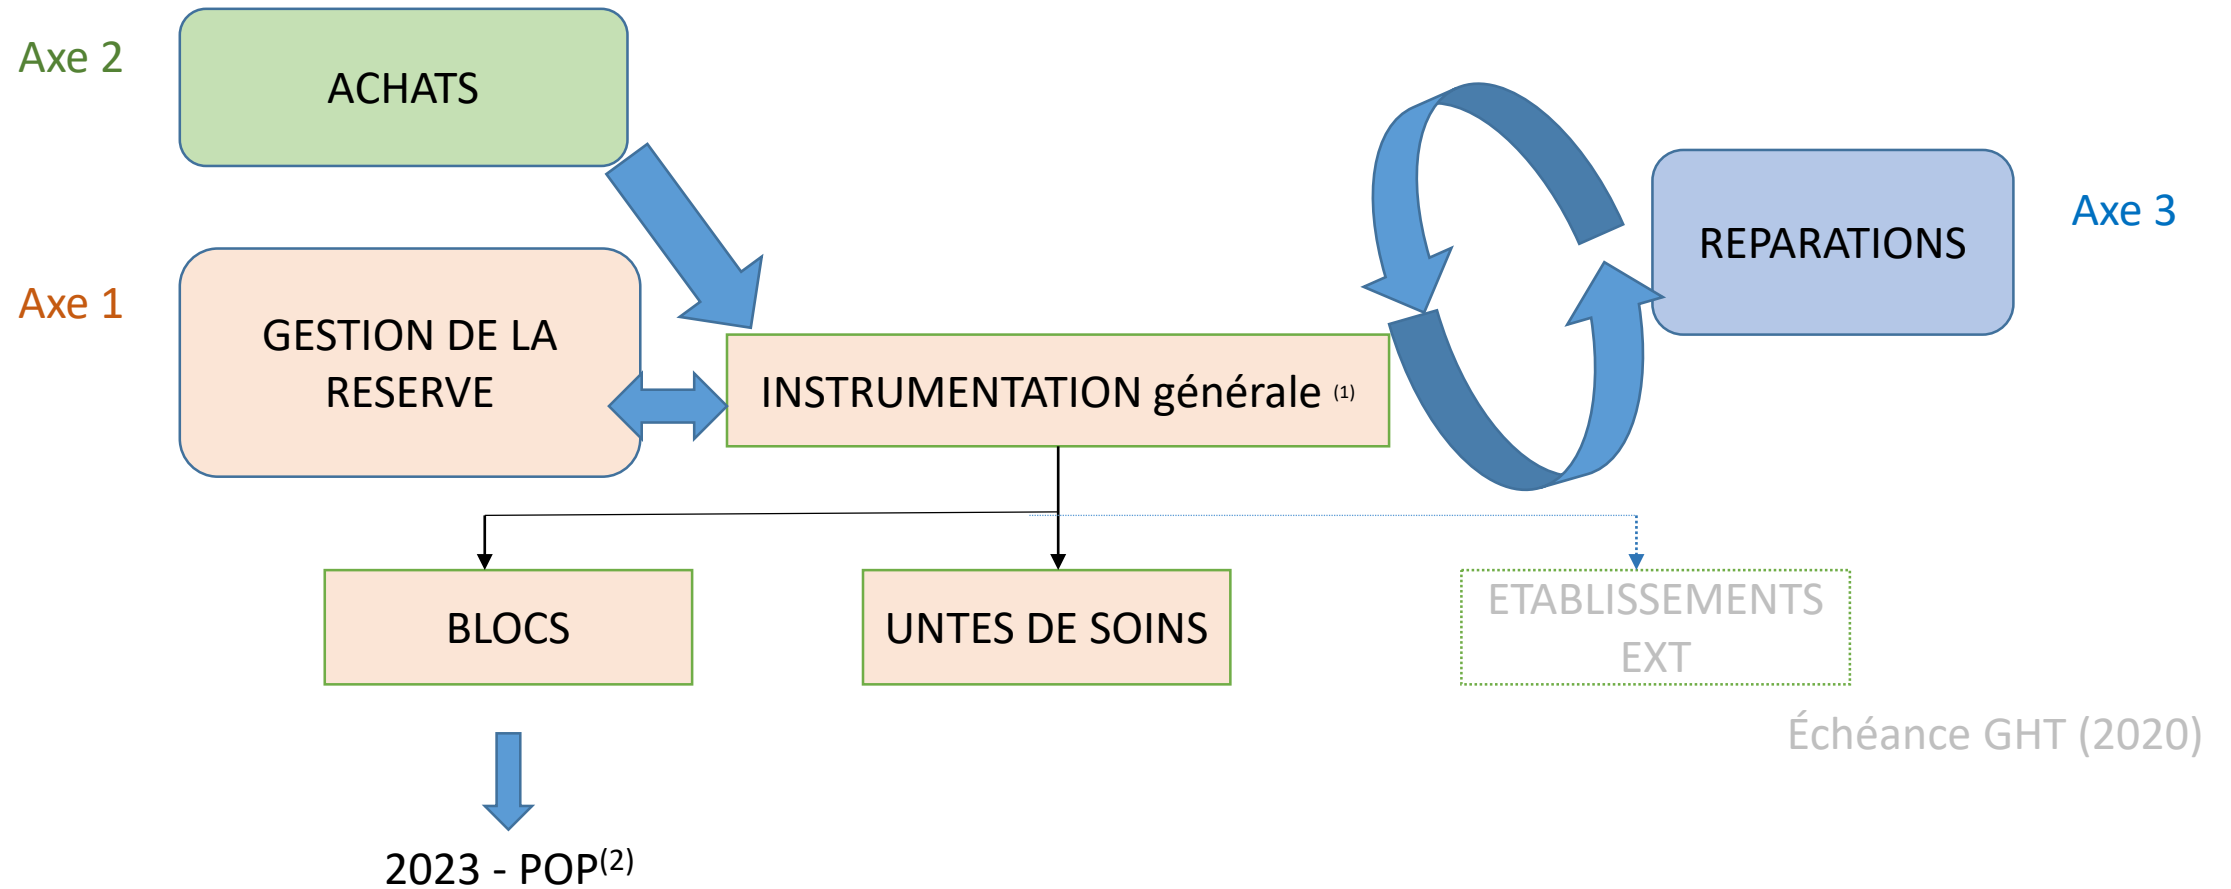 Axe 2
ACHATS
Axe 1
GESTION DE LA
RESERVE
INSTRUMENTATION générale (1)
REPARATIONS
Axe 3
BLOCS
UNTES DE SOINS
ETABLISSEMENTS
EXT
Échéance GHT (2020)
2023 - POP(2)